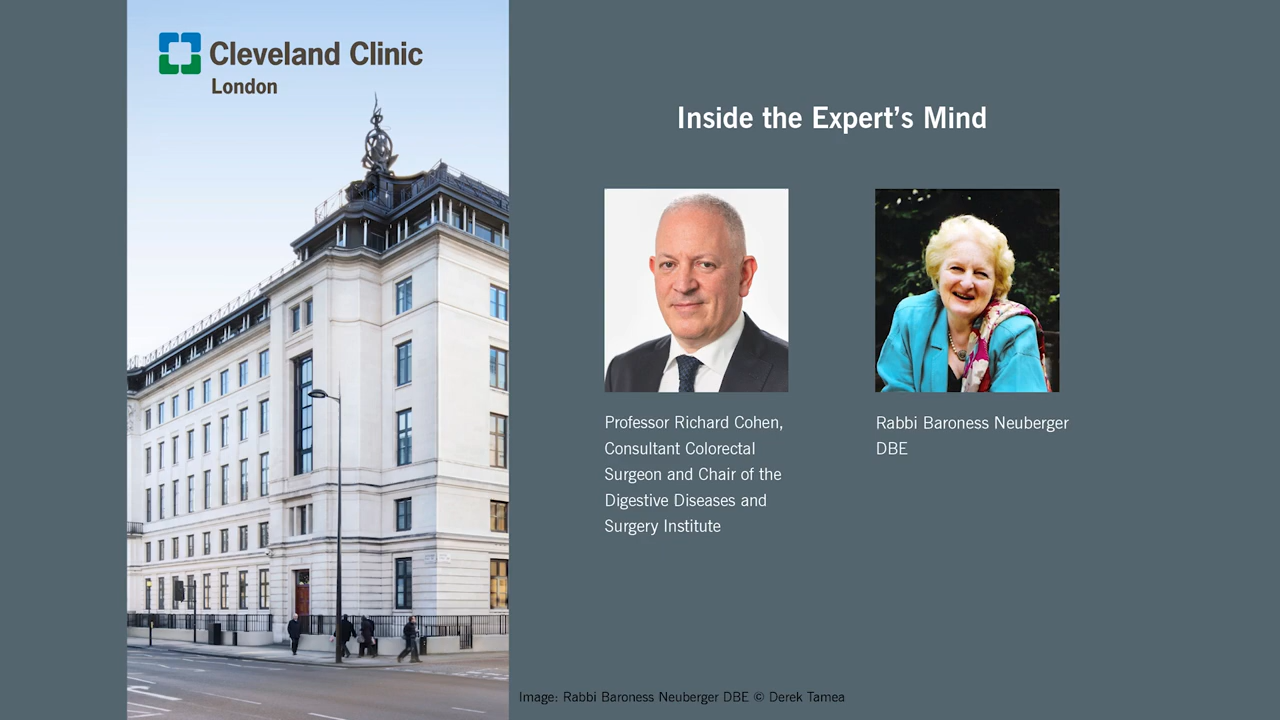 Cleveland Clinic
London
Inside the Expert’s Mind
Professor Richard Cohen,
Consultant Colorectal
Surgeon and Chair of the
Digestive Diseases and
Surgery Institute
Rabbi Baroness Neuberger
DBE
Image: Rabbi Baroness Neuberger DBE © Derek Tamea